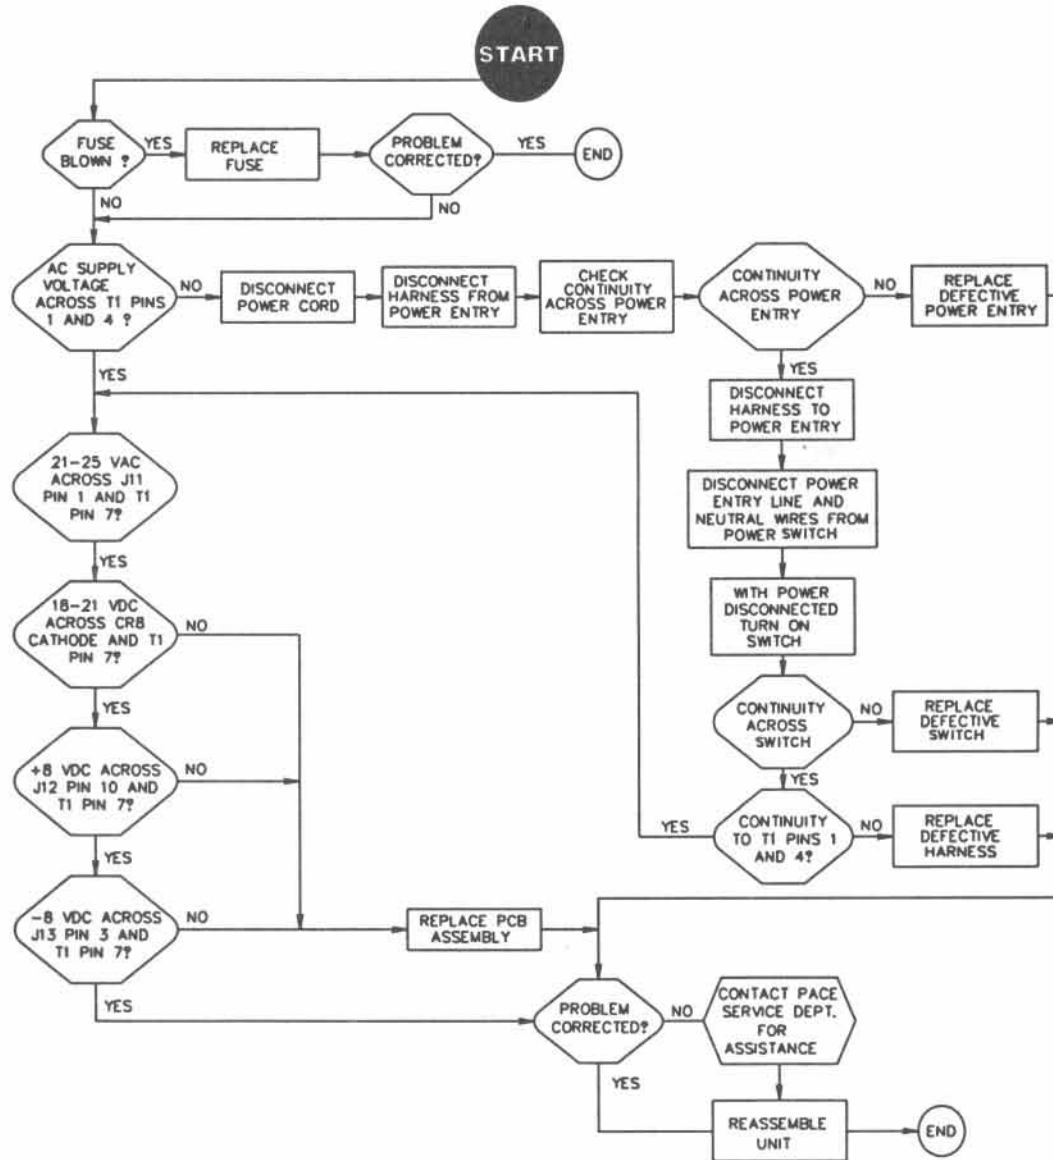 START
FUSE
BLOWN ?
YES
REPLACE
FUSE
PROBLEM
CORRECTED?
YES
END
NO
NO
AC SUPPLY
VOLTAGE
ACROSS T1 PINS
1 AND 4 ?
NO
DISCONNECT
POWER CORD
DISCONNECT
HARNESS FROM
POWER ENTRY
CHECK
CONTINUITY
ACROSS POWER
ENTRY
CONTINUITY
ACROSS POWER
ENTRY
NO
REPLACE
DEFECTIVE
POWER ENTRY
YES
YES
DISCONNECT
HARNESS TO
POWER ENTRY
21-25 VAC
ACROSS J11
PIN 1 AND T1
PIN 7?
DISCONNECT POWER
ENTRY LINE AND
NEUTRAL WIRES FROM
POWER SWITCH
YES
18-21 VDC
ACROSS CR8
CATHODE AND T1
PIN 7?
NO
WITH POWER
DISCONNECTED
TURN ON
SWITCH
YES
CONTINUITY
ACROSS
SWITCH
NO
REPLACE
DEFECTIVE
SWITCH
+8 VDC ACROSS
J12 PIN 10 AND
T1 PIN 7?
NO
YES
YES
CONTINUITY
TO T1 PINS 1
AND 4?
YES
NO
REPLACE
DEFECTIVE
HARNESS
-8 VDC ACROSS
J13 PIN 3 AND
T1 PIN 7?
NO
REPLACE PCB
ASSEMBLY
YES
PROBLEM
CORRECTED?
NO
CONTACT PACE
SERVICE DEPT.
FOR
ASSISTANCE
YES
REASSEMBLE
UNIT
END